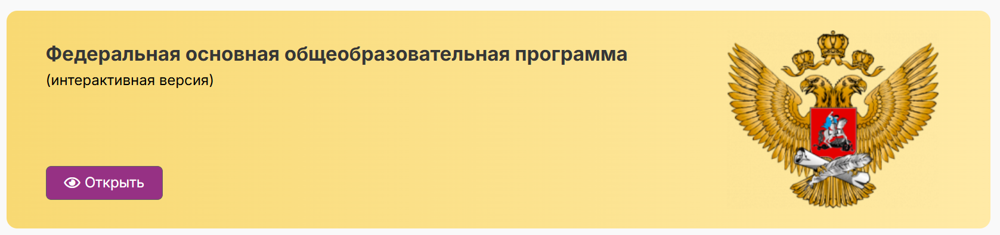 Федеральная основная общеобразовательная программа
(интерактивная версия)
Открыть